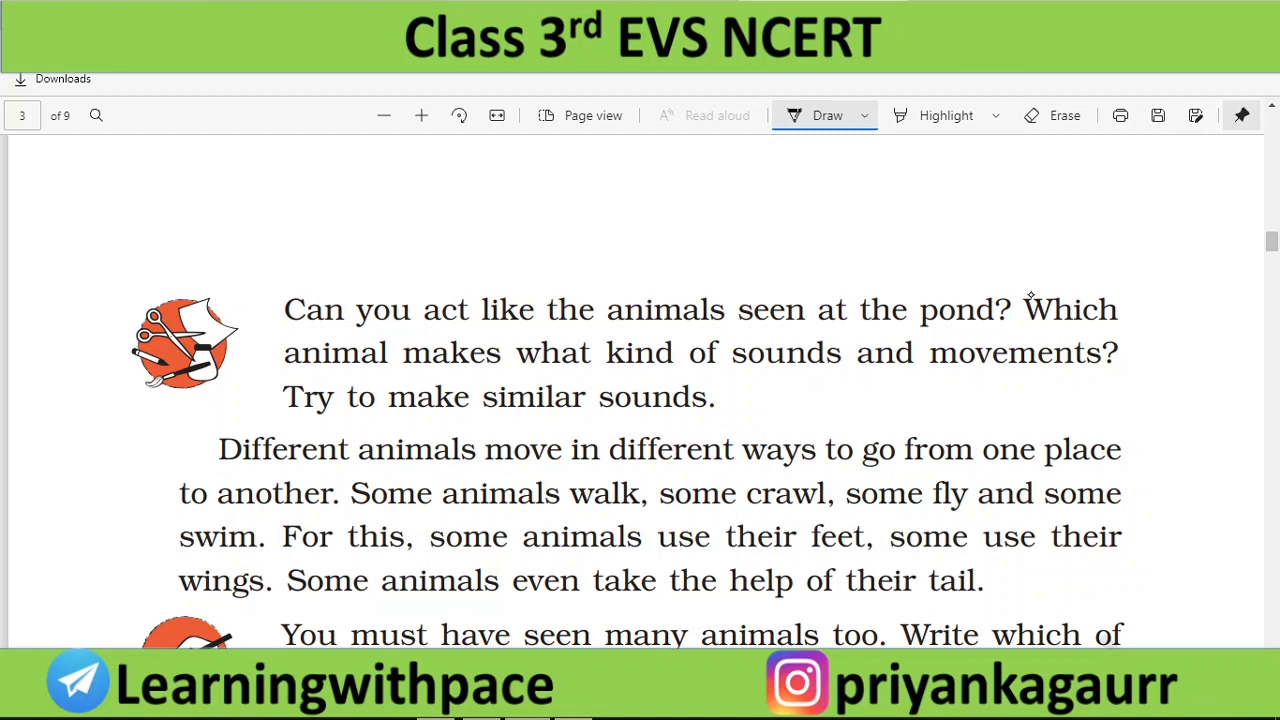 Class 3rd EVS NCERT
Downloads
3 of 9 Page view Read aloud Draw Highlight Erase
Can you act like the animals seen at the pond? Which
animal makes what kind of sounds and movements?
Try to make similar sounds.
Different animals move in different ways to go from one place
to another. Some animals walk, some crawl, some fly and some
swim. For this, some animals use their feet, some use their
wings. Some animals even take the help of their tail.
You must have seen many animals too. Write which of
Learningwithpace priyankagaurr